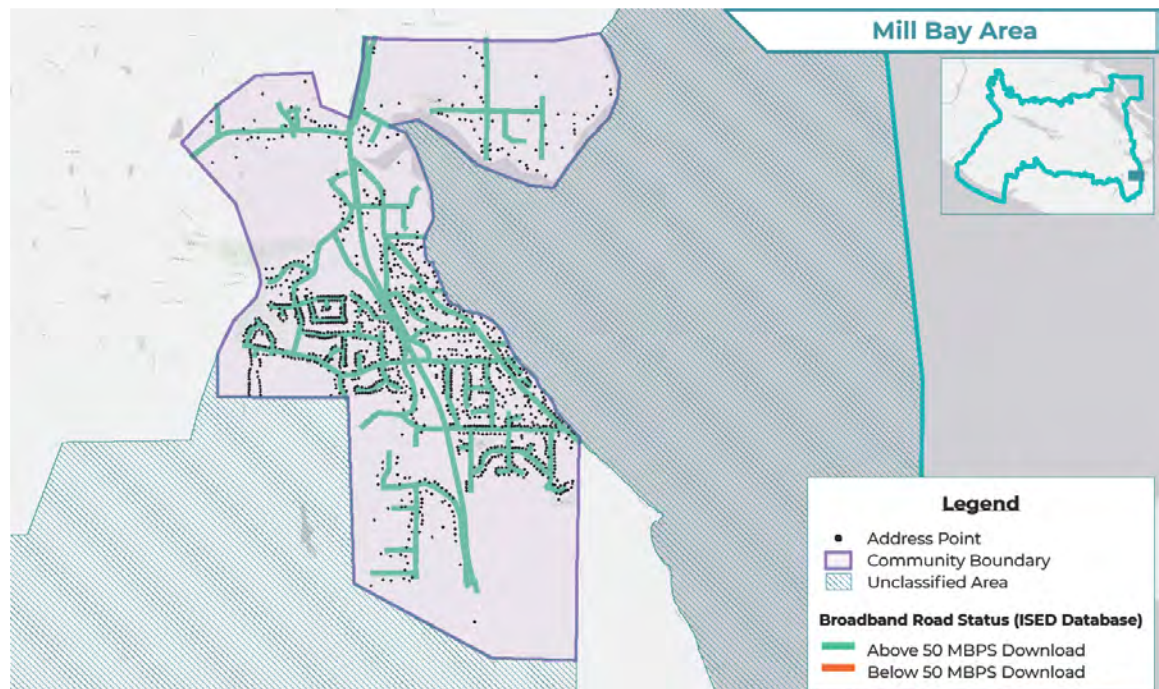 Mill Bay Area
Legend
Address Point
Community Boundary
Unclassified Area
Broadband Road Status (ISED Database)
Above 50 MBPS Download
Below 50 MBPS Download